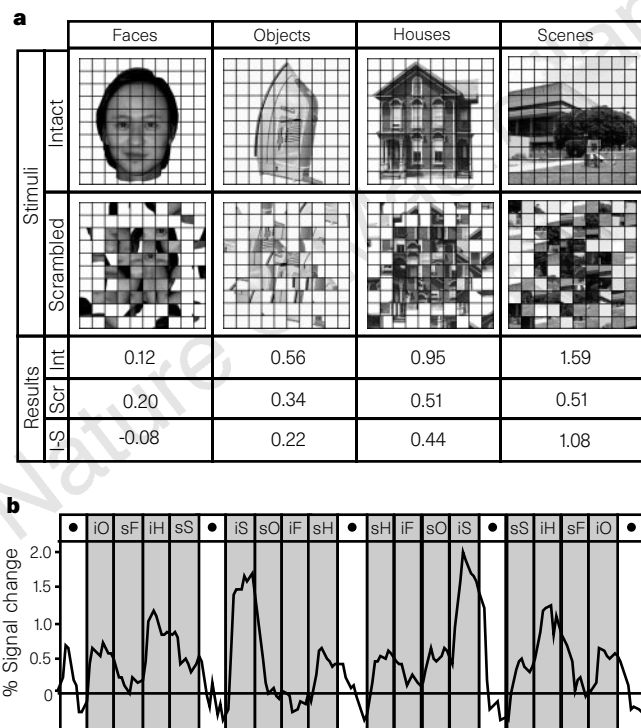 a
Faces Objects Houses Scenes
Stimuli
Intact
Scrambled
Results
Int 0.12 0.56 0.95 1.59
Scr 0.20 0.34 0.51 0.51
I-S -0.08 0.22 0.44 1.08
b
• iO sF iH sS • iS sO iF sH • sH iF sO iS • sS iH sF iO •
% Signal change
2.0
1.5
1.0
0.5
0
Nature